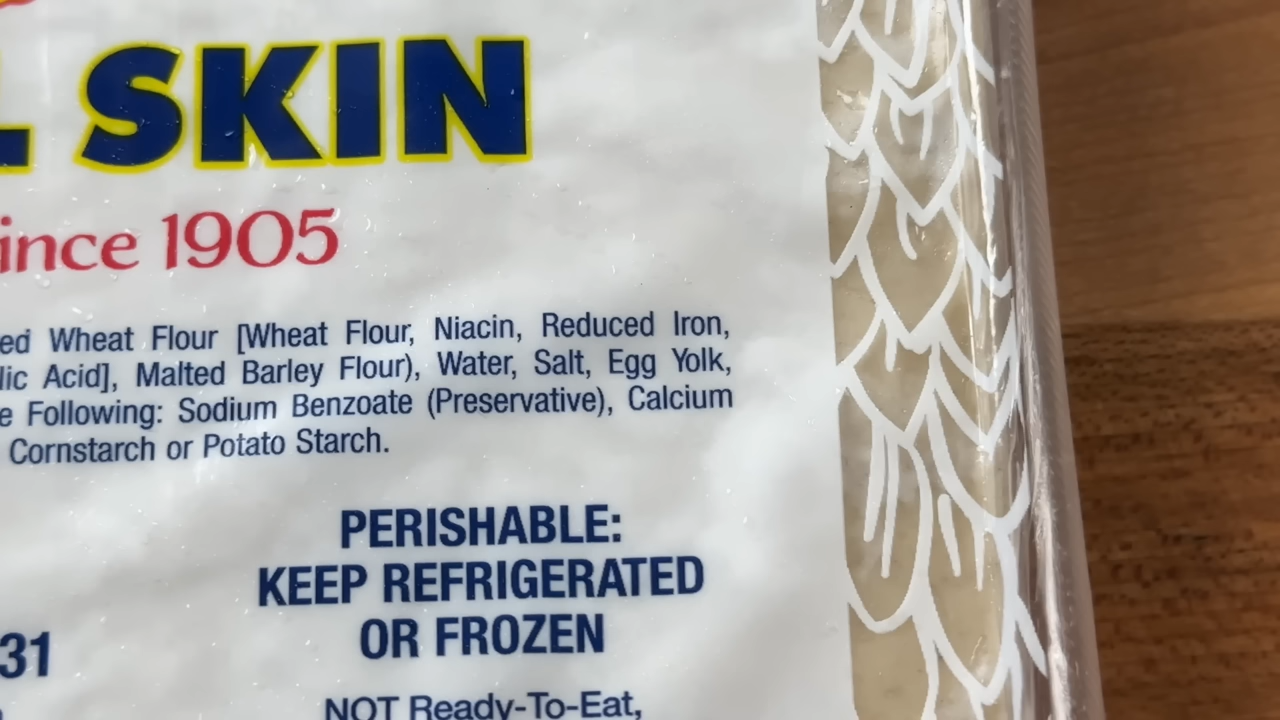 SKIN
ince 1905
ed Wheat Flour [Wheat Flour, Niacin, Reduced Iron,
lic Acid], Malted Barley Flour), Water, Salt, Egg Yolk,
e Following: Sodium Benzoate (Preservative), Calcium
Cornstarch or Potato Starch.
PERISHABLE:
KEEP REFRIGERATED
OR FROZEN
31
NOT Ready-To-Eat,